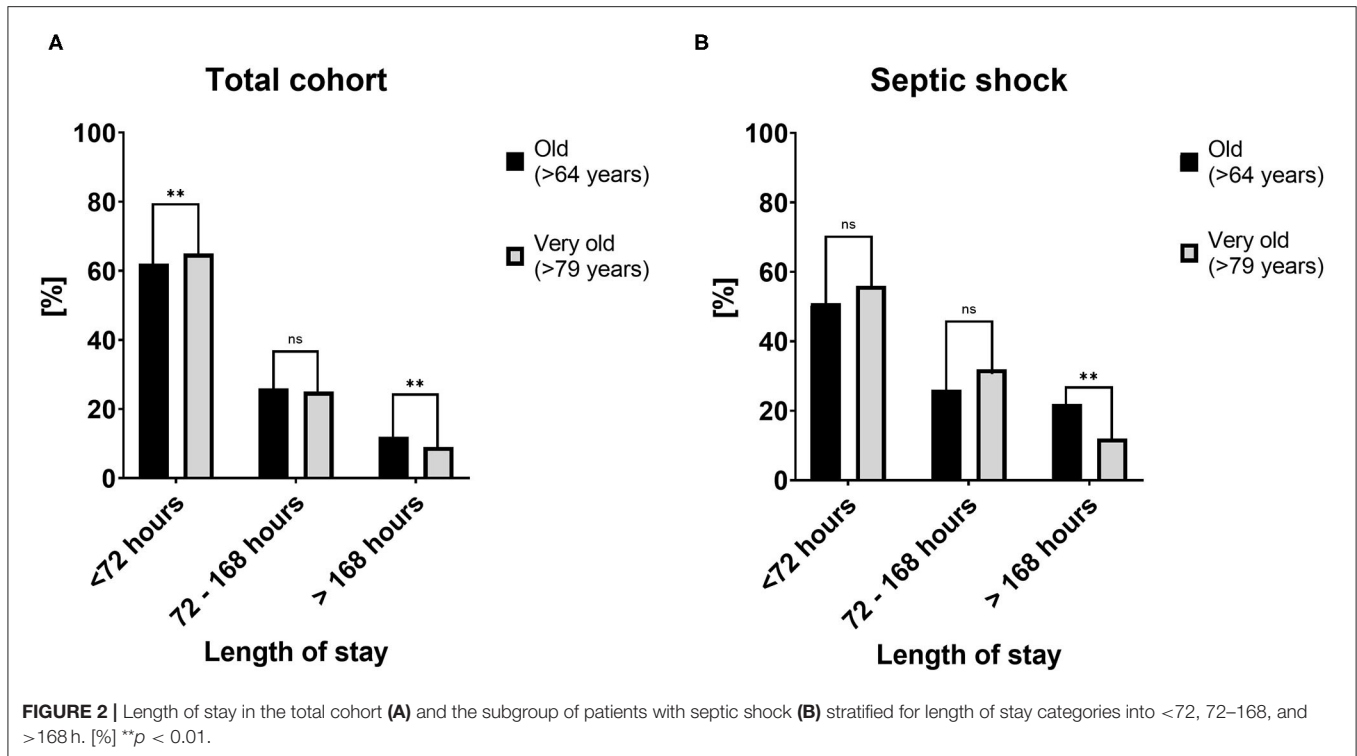 A
Total cohort
[%]
100
80
60
40
20
0
**
ns
**
<72 hours
72 - 168 hours
> 168 hours
Length of stay
Old
(>64 years)
Very old
(>79 years)
B
Septic shock
[%]
100
80
60
40
20
0
ns
ns
**
<72 hours
72 - 168 hours
> 168 hours
Length of stay
Old
(>64 years)
Very old
(>79 years)
FIGURE 2 | Length of stay in the total cohort (A) and the subgroup of patients with septic shock (B) stratified for length of stay categories into <72, 72–168, and
>168 h. [%] **p < 0.01.